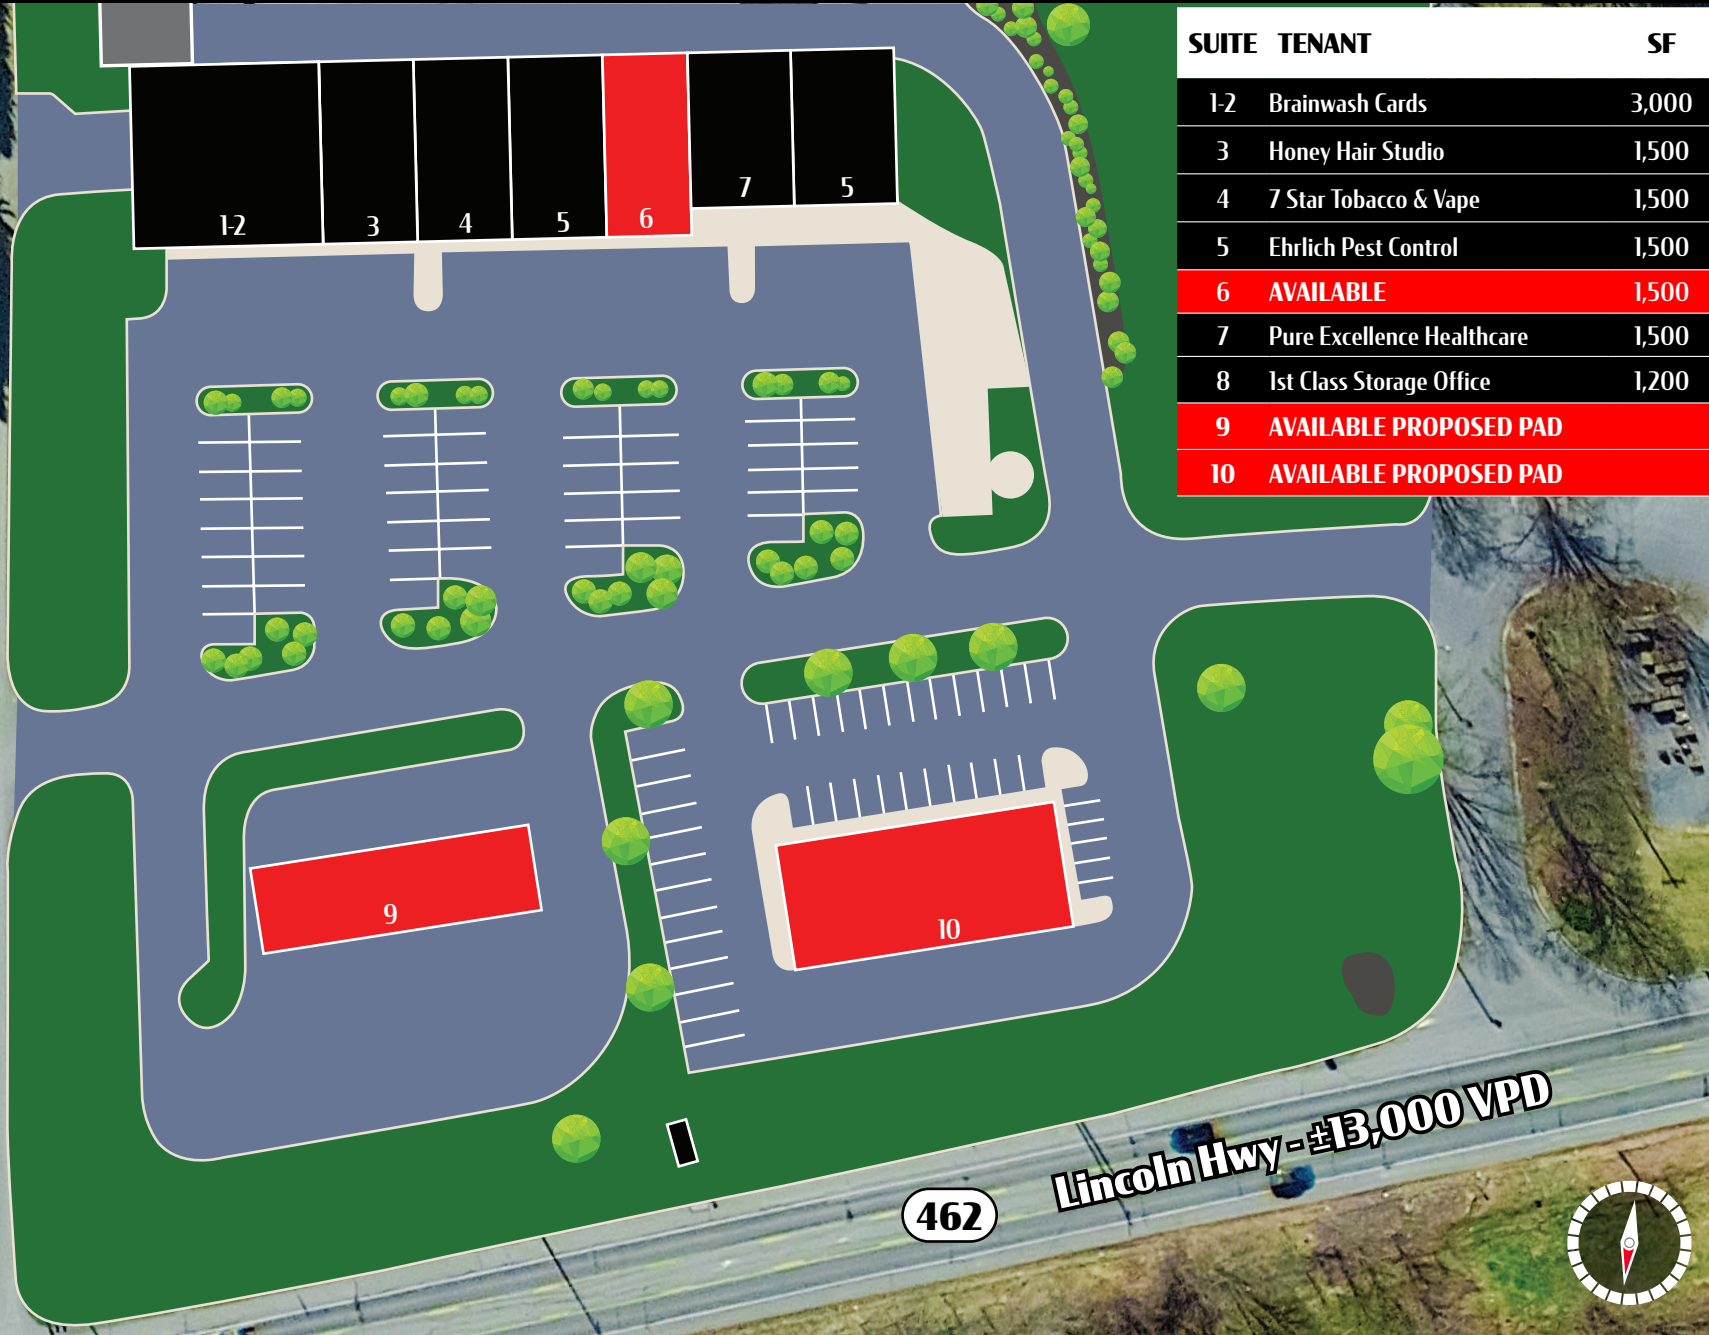 SUITE TENANT SF
1-2 Brainwash Cards 3,000
3 Honey Hair Studio 1,500
4 7 Star Tobacco & Vape 1,500
5 Ehrlich Pest Control 1,500
6 AVAILABLE 1,500
7 Pure Excellence Healthcare 1,500
8 1st Class Storage Office 1,200
9 AVAILABLE PROPOSED PAD
10 AVAILABLE PROPOSED PAD
1-2 3 4 5 6 7 5
9
10
Lincoln Hwy - ±13,000 VPD
462